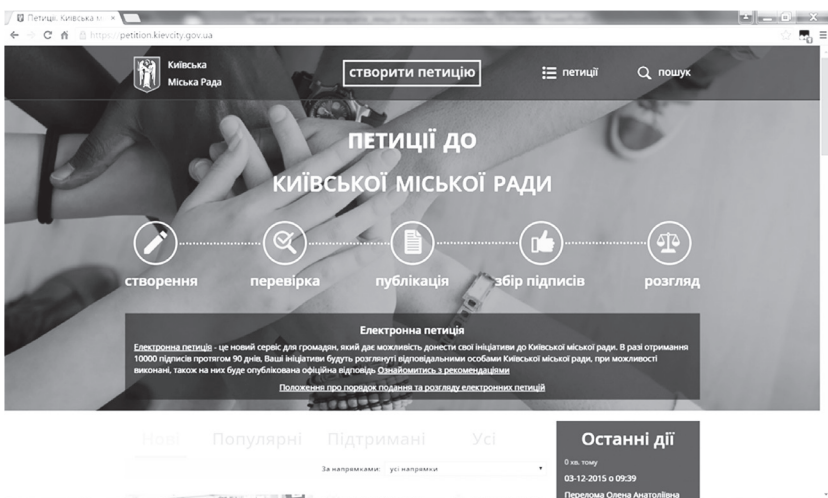 Петиції. Київська м
https://petition.kievcity.gov.ua
Київська
Міська Рада
створити петицію
петиції
пошук
ПЕТИЦІЇ ДО
КИЇВСЬКОЇ МІСЬКОЇ РАДИ
створення
перевірка
публікація
збір підписів
розгляд
Електронна петиція
Електронна петиція - це новий сервіс для громадян, який дає можливість донести свої ініціативи до Київської міської ради. В разі отримання
10000 підписів протягом 90 днів, Ваші ініціативи будуть розглянуті відповідальними особами Київської міської ради, при можливості
виконані, також на них буде опублікована офіційна відповідь Ознайомитись з рекомендаціями
Положення про порядок подання та розгляду електронних петицій
Нові
Популярні
Підтримані
Усі
За напрямками:
усі напрямки
Останні дії
0 хв. тому
03-12-2015 о 09:39
Перелома Олена Анатоліївна